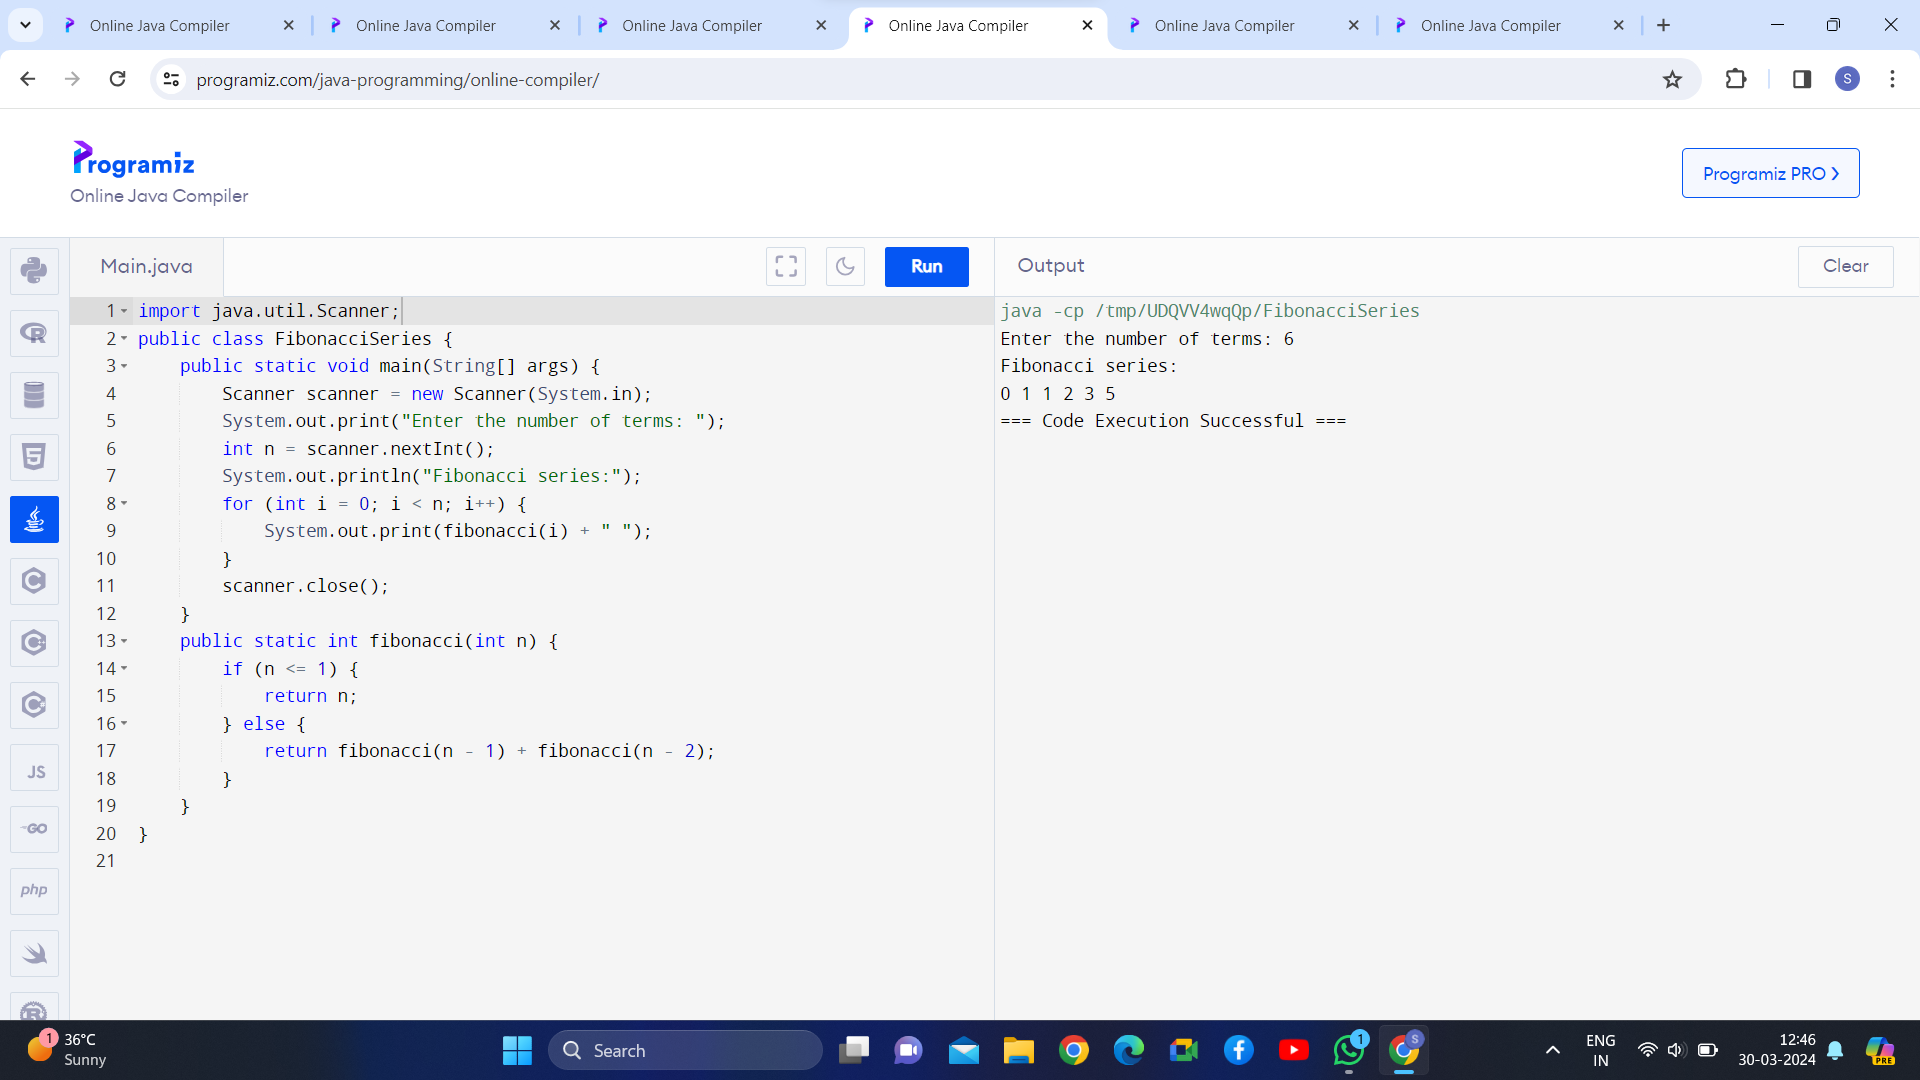 Online Java Compiler
Online Java Compiler
Online Java Compiler
Online Java Compiler
Online Java Compiler
Online Java Compiler
programiz.com/java-programming/online-compiler/
S
Programiz
Online Java Compiler
Programiz PRO
Main.java
Run
Output
Clear
1 import java.util.Scanner;
2 public class FibonacciSeries {
3 public static void main(String[] args) {
4 Scanner scanner = new Scanner(System.in);
5 System.out.print("Enter the number of terms: ");
6 int n = scanner.nextInt();
7 System.out.println("Fibonacci series:");
8 for (int i = 0; i < n; i++) {
9 System.out.print(fibonacci(i) + " ");
10 }
11 scanner.close();
12 }
13 public static int fibonacci(int n) {
14 if (n <= 1) {
15 return n;
16 } else {
17 return fibonacci(n - 1) + fibonacci(n - 2);
18 }
19 }
20 }
21
java -cp /tmp/UDQVV4wqQp/FibonacciSeries
Enter the number of terms: 6
Fibonacci series:
0 1 1 2 3 5
=== Code Execution Successful ===
R
5
C
C
C
JS
GO
php
R
1
36°C
Sunny
Search
1
S
ENG
IN
12:46
30-03-2024
PRE